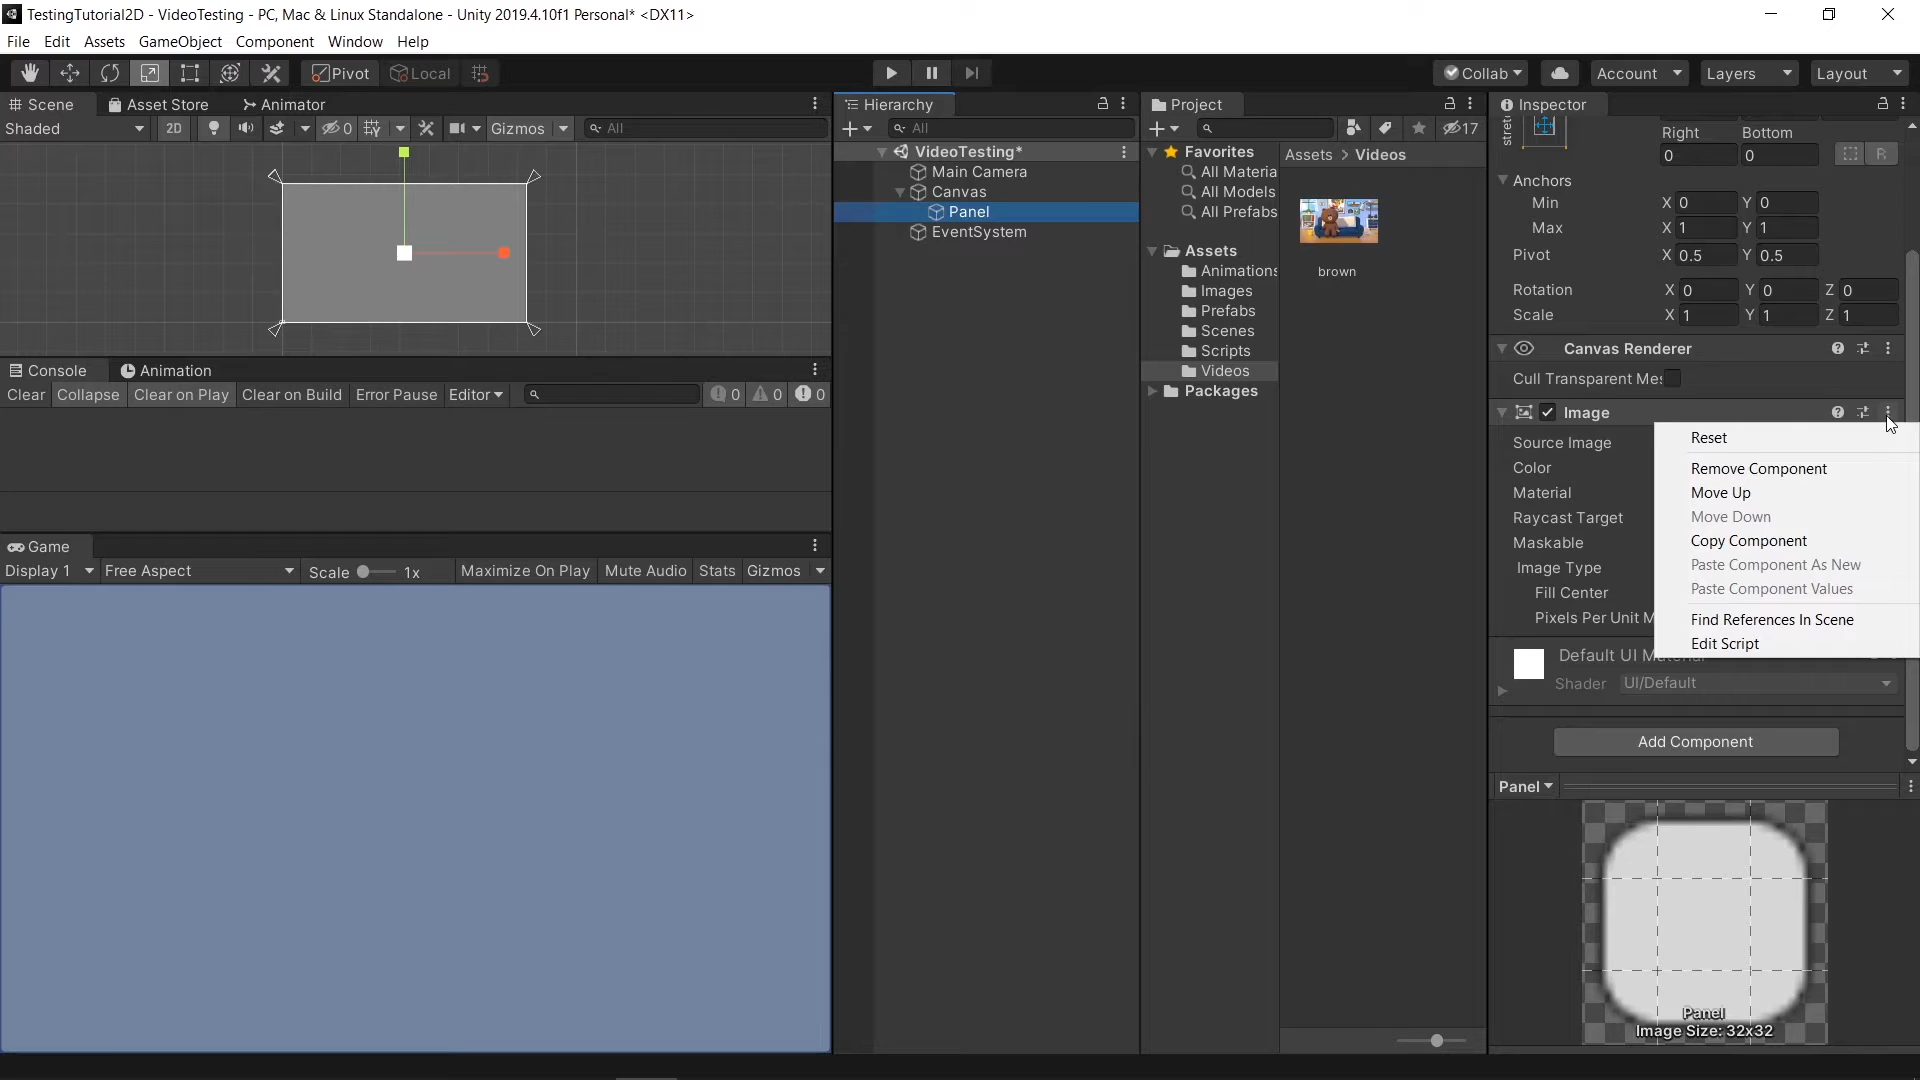 TestingTutorial2D - VideoTesting - PC, Mac & Linux Standalone - Unity 2019.4.10f1 Personal* <DX11>
File Edit Assets GameObject Component Window Help
Pivot Local Collab Account Layers Layout
Scene Asset Store Animator
Shaded 2D 0 Gizmos All
Console Animation
Clear Collapse Clear on Play Clear on Build Error Pause Editor 0 0 0
Game
Display 1 Free Aspect Scale 1x Maximize On Play Mute Audio Stats Gizmos
Hierarchy
All
VideoTesting*
Main Camera
Canvas
Panel
EventSystem
Project
17
Favorites
All Materia
All Models
All Prefabs
Assets
Animations
Images
Prefabs
Scenes
Scripts
Videos
Packages
Assets > Videos
brown
Inspector
stretc
Right Bottom
0 0 R
Anchors
Min X 0 Y 0
Max X 1 Y 1
Pivot X 0.5 Y 0.5
Rotation X 0 Y 0 Z 0
Scale X 1 Y 1 Z 1
Canvas Renderer
Cull Transparent Mes
Image
Source Image
Color
Material
Raycast Target
Maskable
Image Type
Fill Center
Pixels Per Unit M
Reset
Remove Component
Move Up
Move Down
Copy Component
Paste Component As New
Paste Component Values
Find References In Scene
Edit Script
Default UI Material
Shader UI/Default
Add Component
Panel
Panel
Image Size: 32x32